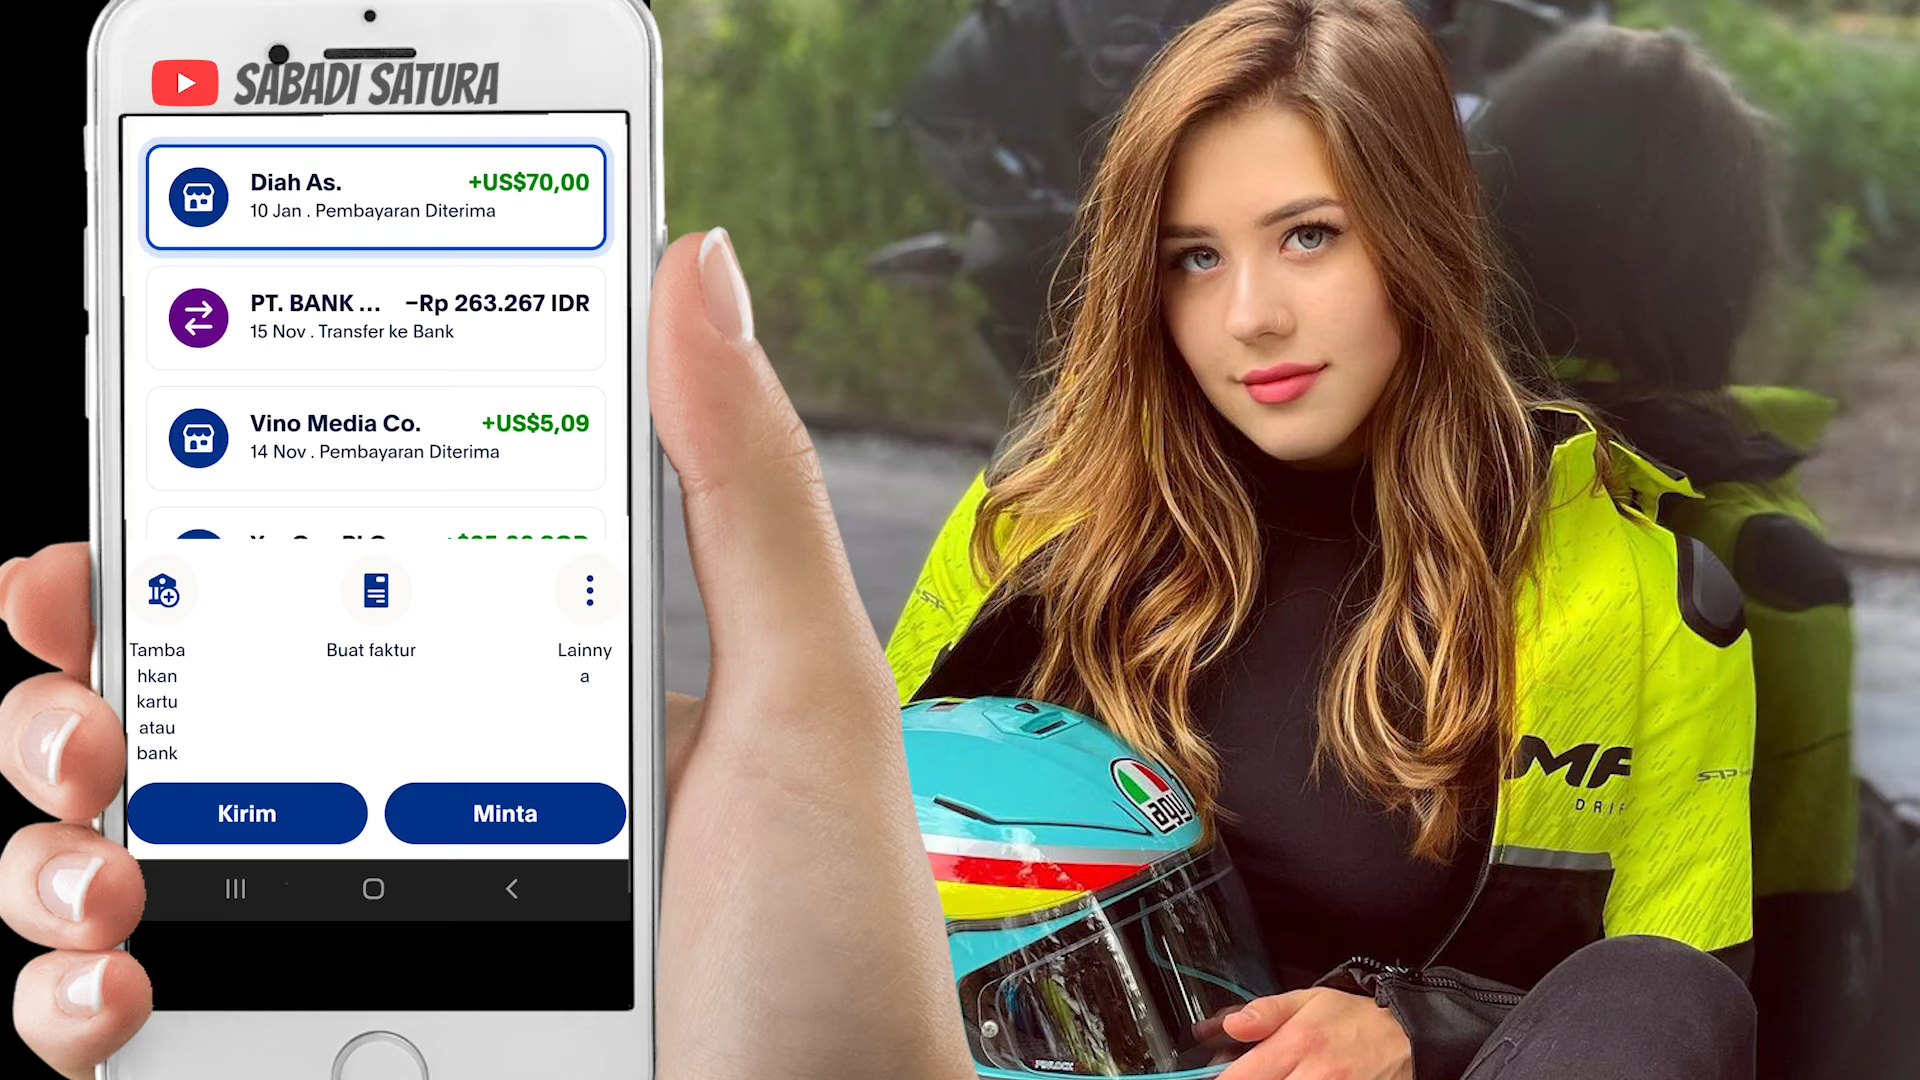 SABADI SATURA
Diah As. +US$70,00
10 Jan . Pembayaran Diterima
PT. BANK ... −Rp 263.267 IDR
15 Nov . Transfer ke Bank
Vino Media Co. +US$5,09
14 Nov . Pembayaran Diterima
Tamba
hkan
kartu
atau
bank
Buat faktur
Lainny
a
Kirim
Minta
agv
DRIF
PINLOCK